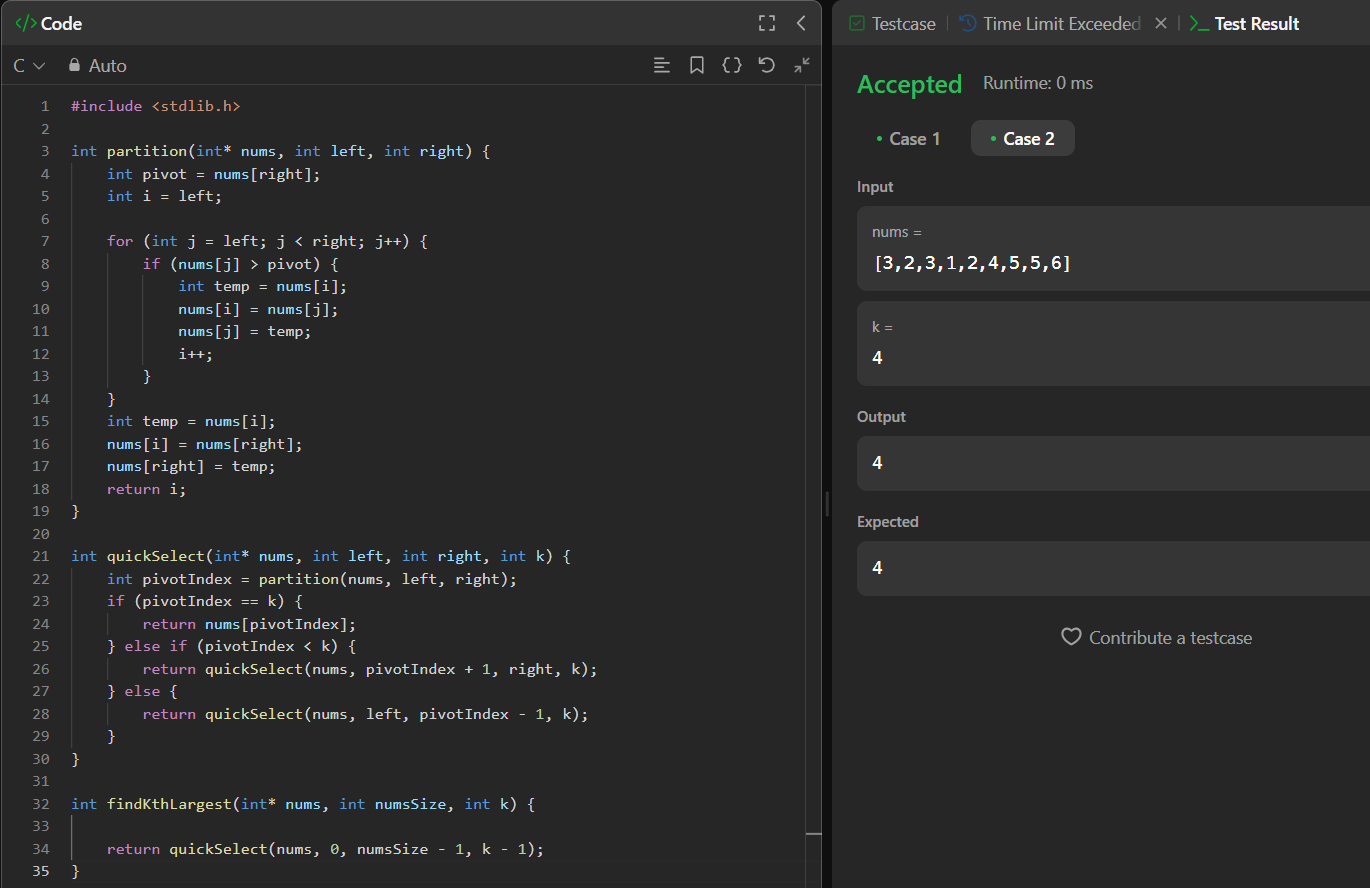 </> Code
C Auto
1 #include <stdlib.h>
2
3 int partition(int* nums, int left, int right) {
4     int pivot = nums[right];
5     int i = left;
6
7     for (int j = left; j < right; j++) {
8         if (nums[j] > pivot) {
9             int temp = nums[i];
10             nums[i] = nums[j];
11             nums[j] = temp;
12             i++;
13         }
14     }
15     int temp = nums[i];
16     nums[i] = nums[right];
17     nums[right] = temp;
18     return i;
19 }
20
21 int quickSelect(int* nums, int left, int right, int k) {
22     int pivotIndex = partition(nums, left, right);
23     if (pivotIndex == k) {
24         return nums[pivotIndex];
25     } else if (pivotIndex < k) {
26         return quickSelect(nums, pivotIndex + 1, right, k);
27     } else {
28         return quickSelect(nums, left, pivotIndex - 1, k);
29     }
30 }
31
32 int findKthLargest(int* nums, int numsSize, int k) {
33
34     return quickSelect(nums, 0, numsSize - 1, k - 1);
35 }
Testcase Time Limit Exceeded Test Result
Accepted Runtime: 0 ms
Case 1 Case 2
Input
nums =
[3,2,3,1,2,4,5,5,6]
k =
4
Output
4
Expected
4
Contribute a testcase